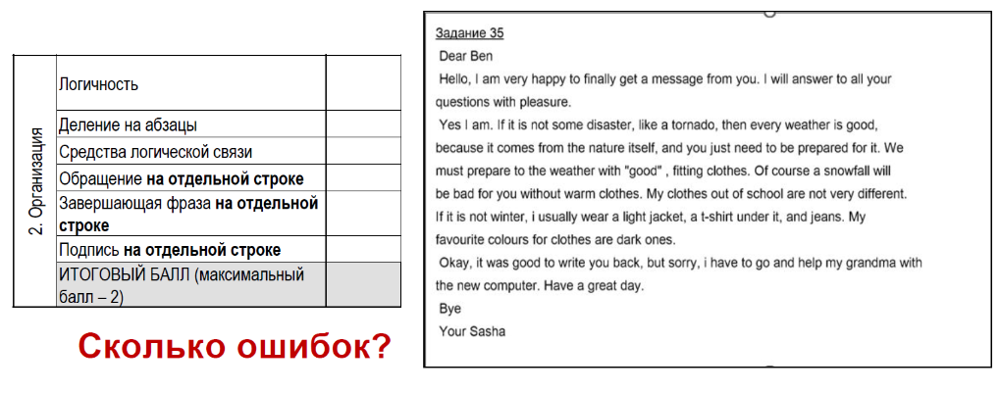 2. Организация
Логичность
Деление на абзацы
Средства логической связи
Обращение на отдельной строке
Завершающая фраза на отдельной
строке
Подпись на отдельной строке
ИТОГОВЫЙ БАЛЛ (максимальный
балл – 2)
Сколько ошибок?
Задание 35
Dear Ben
Hello, I am very happy to finally get a message from you. I will answer to all your
questions with pleasure.
Yes I am. If it is not some disaster, like a tornado, then every weather is good,
because it comes from the nature itself, and you just need to be prepared for it. We
must prepare to the weather with "good" , fitting clothes. Of course a snowfall will
be bad for you without warm clothes. My clothes out of school are not very different.
If it is not winter, i usually wear a light jacket, a t-shirt under it, and jeans. My
favourite colours for clothes are dark ones.
Okay, it was good to write you back, but sorry, i have to go and help my grandma with
the new computer. Have a great day.
Bye
Your Sasha